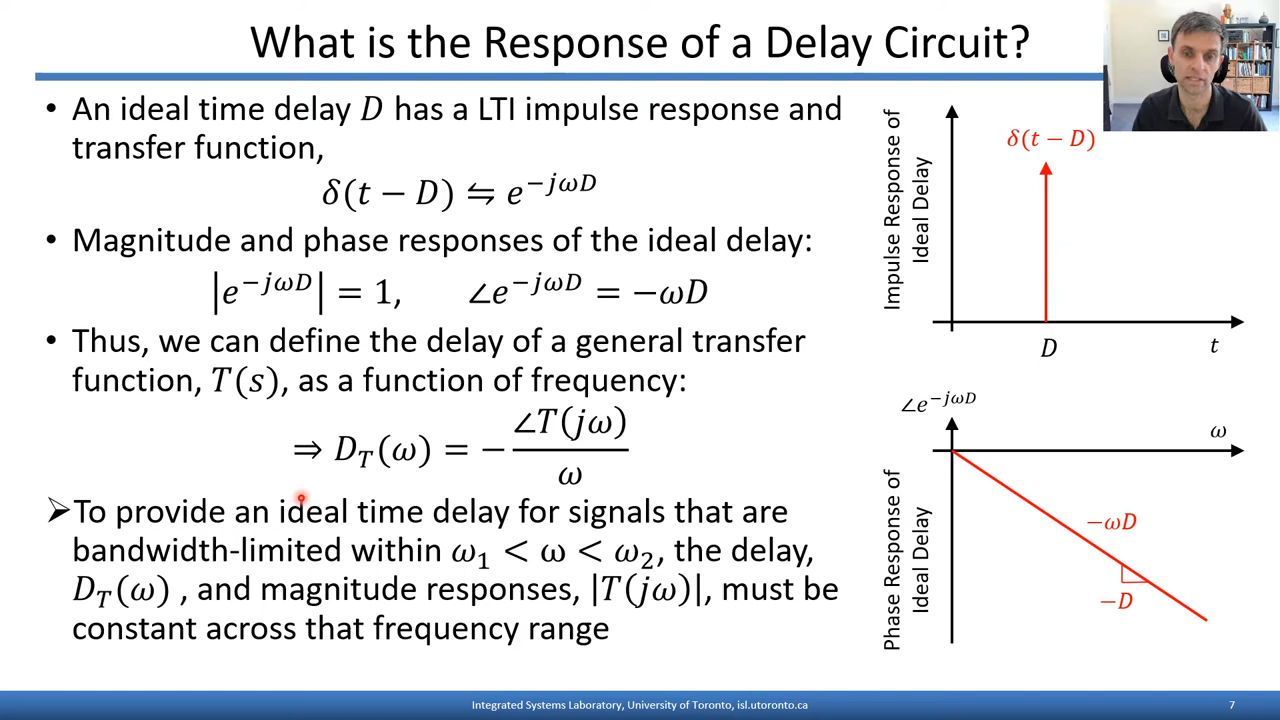 What is the Response of a Delay Circuit?
• An ideal time delay D has a LTI impulse response and
transfer function,
δ(t − D) ⇋ e^{−jωD}
• Magnitude and phase responses of the ideal delay:
|e^{−jωD}| = 1, ∠e^{−jωD} = −ωD
• Thus, we can define the delay of a general transfer
function, T(s), as a function of frequency:
⇒ D_T(ω) = − ∠T(jω) / ω
➢ To provide an ideal time delay for signals that are
bandwidth-limited within ω₁ < ω < ω₂, the delay,
D_T(ω) , and magnitude responses, |T(jω)|, must be
constant across that frequency range
Impulse Response of
Ideal Delay
δ(t − D)
D
t
∠e^{−jωD}
ω
Phase Response of
Ideal Delay
−ωD
−D
Integrated Systems Laboratory, University of Toronto, isl.utoronto.ca
7